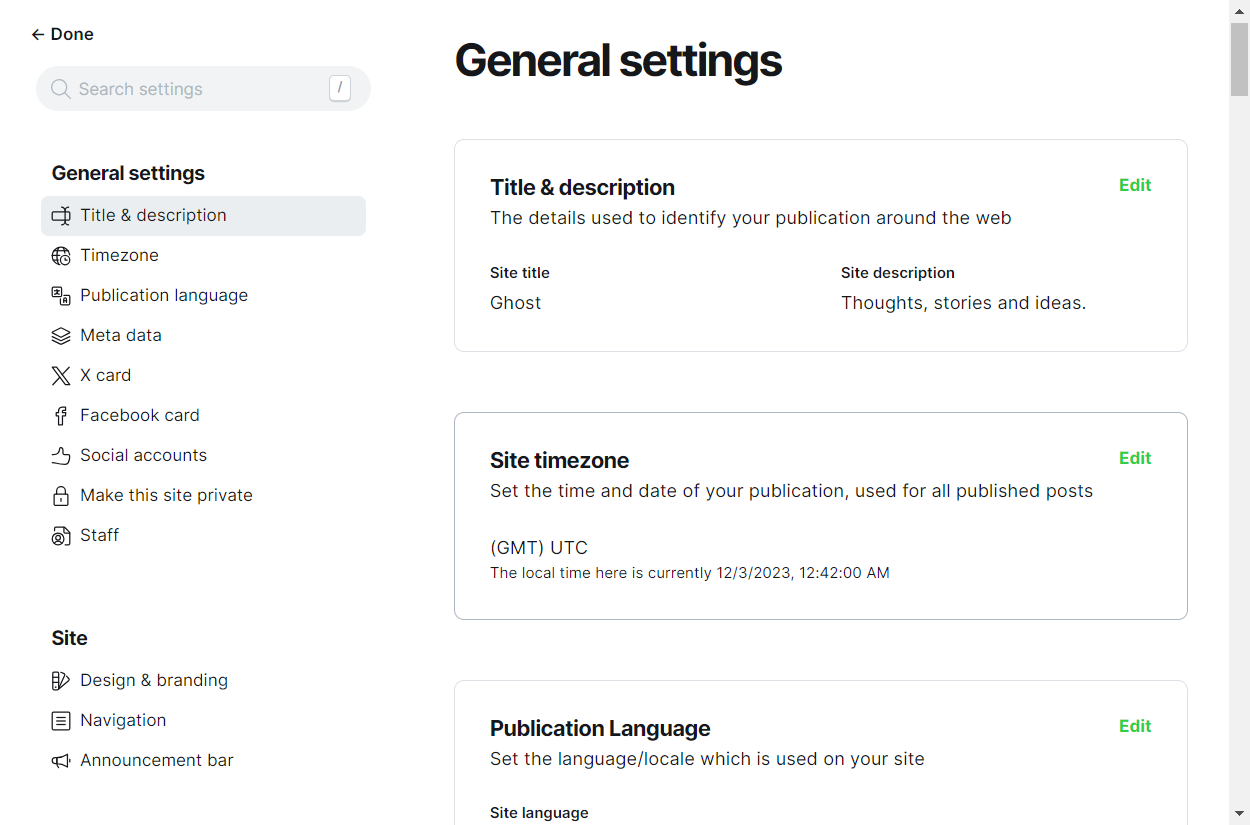 ← Done
Search settings /
General settings
Title & description
Timezone
Publication language
Meta data
X card
Facebook card
Social accounts
Make this site private
Staff
Site
Design & branding
Navigation
Announcement bar
General settings
Title & description Edit
The details used to identify your publication around the web
Site title Site description
Ghost Thoughts, stories and ideas.
Site timezone Edit
Set the time and date of your publication, used for all published posts
(GMT) UTC
The local time here is currently 12/3/2023, 12:42:00 AM
Publication Language Edit
Set the language/locale which is used on your site
Site language